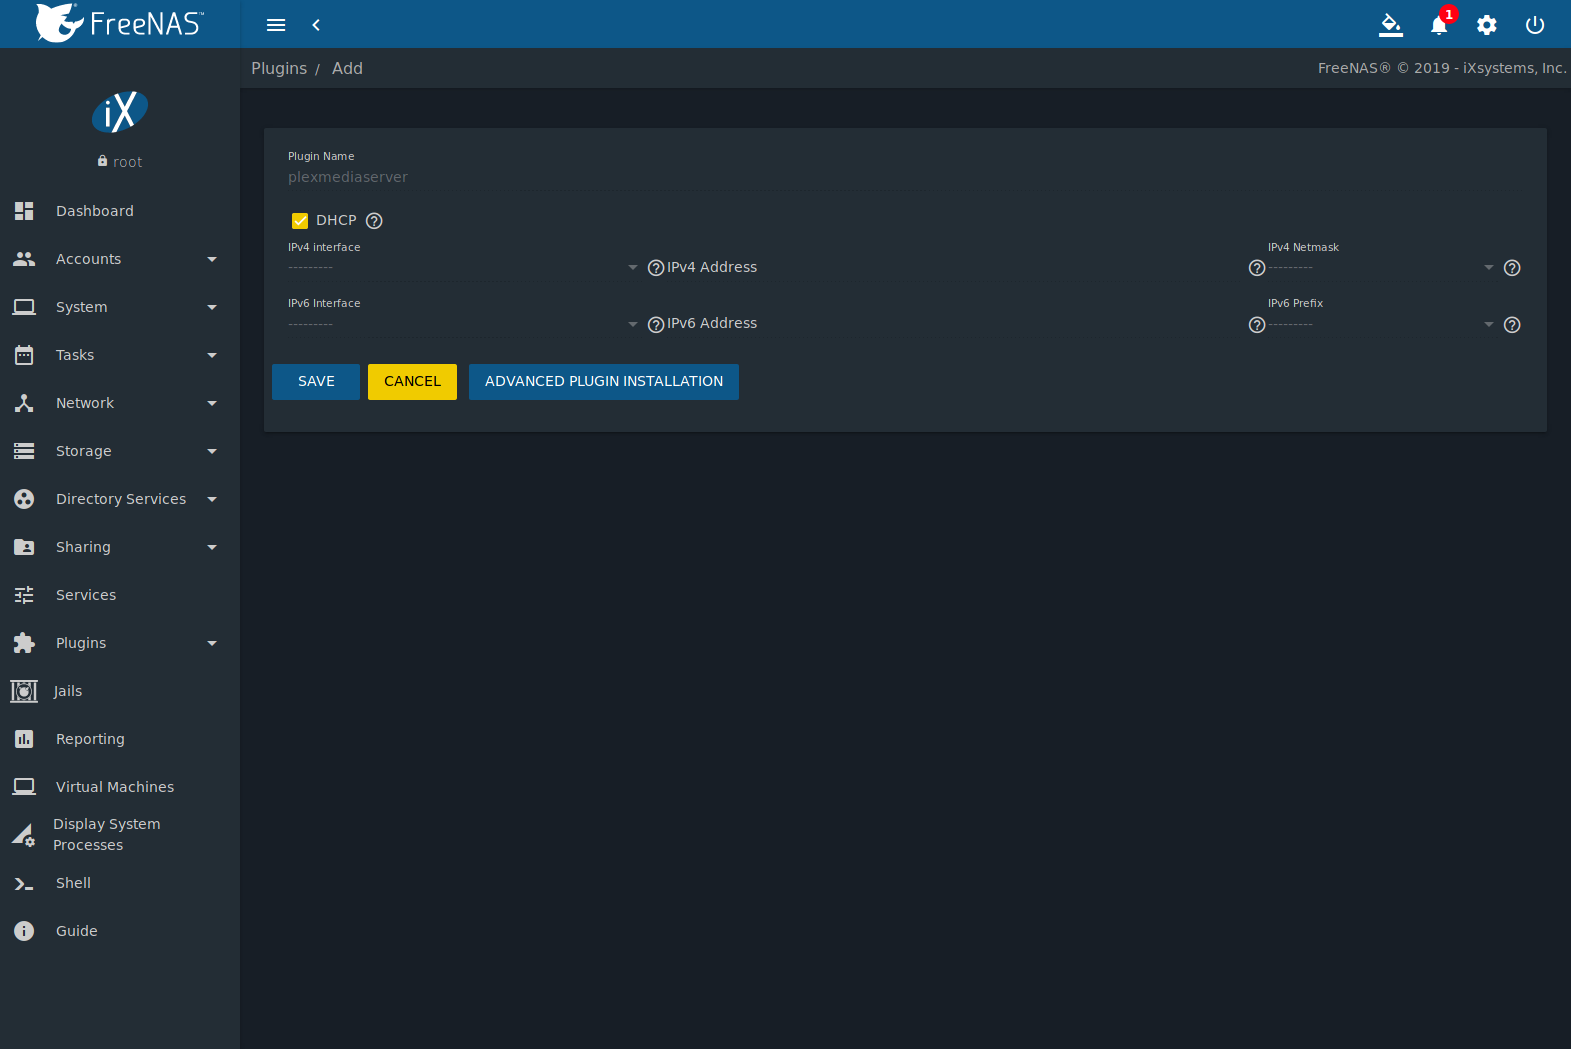 FreeNAS™
1
Plugins / Add
FreeNAS® © 2019 - iXsystems, Inc.
iX
root
Dashboard
Accounts
System
Tasks
Network
Storage
Directory Services
Sharing
Services
Plugins
Jails
Reporting
Virtual Machines
Display System
Processes
Shell
Guide
Plugin Name
plexmediaserver
DHCP
IPv4 interface
---------
IPv4 Address
IPv4 Netmask
---------
IPv6 Interface
---------
IPv6 Address
IPv6 Prefix
---------
SAVE
CANCEL
ADVANCED PLUGIN INSTALLATION